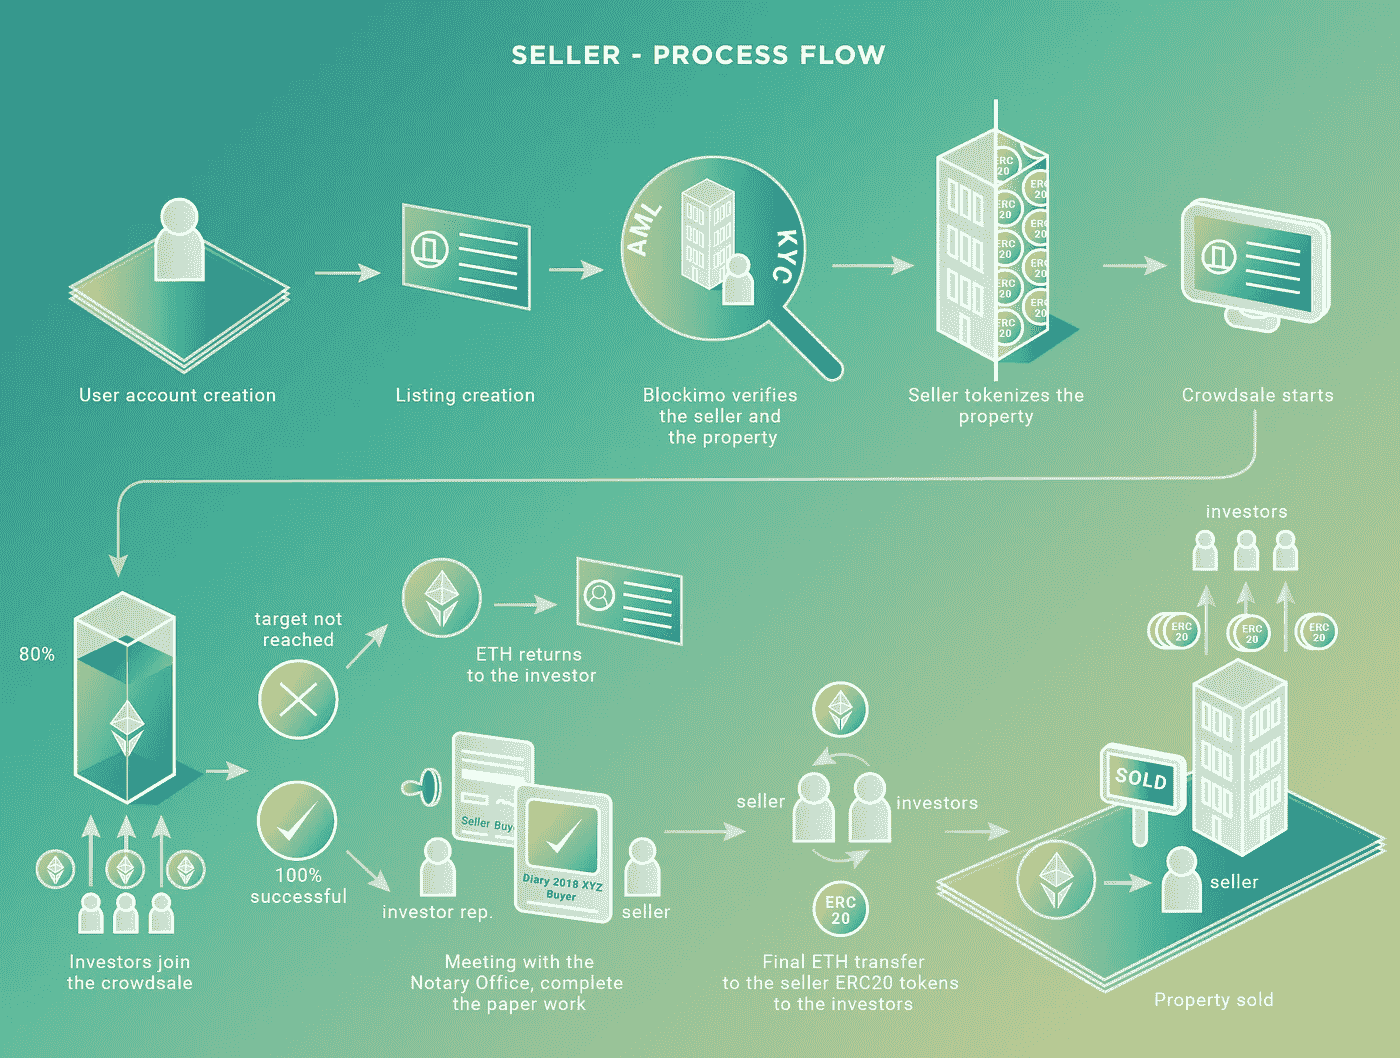 SELLER - PROCESS FLOW
AML
KYC
ERC
20
ERC
20
ERC
20
ERC
20
ERC
20
ERC
20
ERC
20
ERC
20
ERC
20
User account creation
Listing creation
Blockimo verifies
the seller and
the property
Seller tokenizes the
property
Crowdsale starts
investors
ERC
20
ERC
20
ERC
20
80%
target not
reached
ETH returns
to the investor
100%
successful
Seller Buye
Diary 2018 XYZ
Buyer
investor rep.
seller
seller
investors
ERC
20
SOLD
seller
Investors join
the crowdsale
Meeting with the
Notary Office, complete
the paper work
Final ETH transfer
to the seller ERC20 tokens
to the investors
Property sold